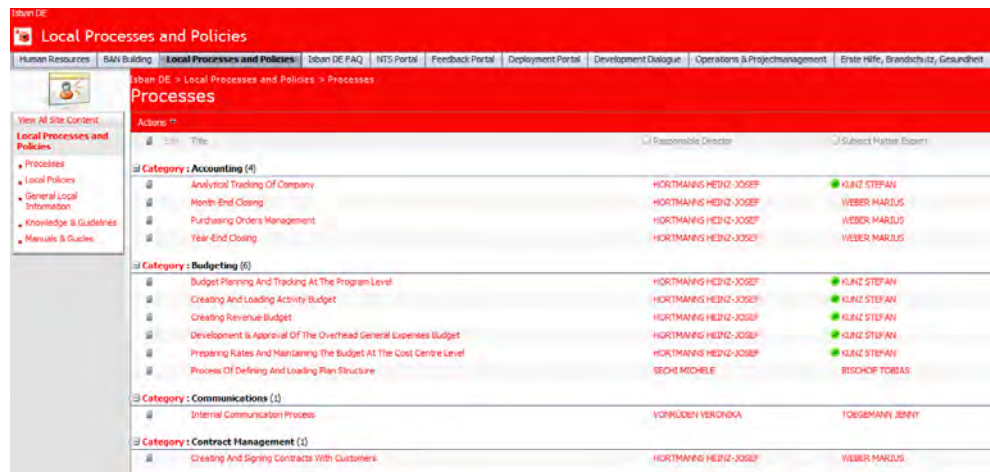 Isban DE
Local Processes and Policies
Human Resources BAN Building Local Processes and Policies Isban DE FAQ NTS Portal Feedback Portal Deployment Portal Development Dialogue Operations & Projectmanagement Erste Hilfe, Brandschutz, Gesundheit
Isban DE > Local Processes and Policies > Processes
Processes
View All Site Content
Local Processes and
Policies
Processes
Local Policies
General Local
Information
Knowledge & Guidelines
Manuals & Guides
Actions
Edit Title Responsible Director Subject Matter Expert
Category : Accounting (4)
Analytical Tracking Of Company HORTMANNS HEINZ-JOSEF KUNZ STEFAN
Month-End Closing HORTMANNS HEINZ-JOSEF WEBER MARIUS
Purchasing Orders Management HORTMANNS HEINZ-JOSEF WEBER MARIUS
Year-End Closing HORTMANNS HEINZ-JOSEF WEBER MARIUS
Category : Budgeting (6)
Budget Planning And Tracking At The Program Level HORTMANNS HEINZ-JOSEF KUNZ STEFAN
Creating And Loading Activity Budget HORTMANNS HEINZ-JOSEF KUNZ STEFAN
Creating Revenue Budget HORTMANNS HEINZ-JOSEF KUNZ STEFAN
Development & Approval Of The Overhead General Expenses Budget HORTMANNS HEINZ-JOSEF KUNZ STEFAN
Preparing Rates And Maintaining The Budget At The Cost Centre Level HORTMANNS HEINZ-JOSEF KUNZ STEFAN
Process Of Defining And Loading Plan Structure SECHI MICHELE BISCHOF TOBIAS
Category : Communications (1)
Internal Communication Process VONRÜDEN VERONIKA TOEGEMANN JENNY
Category : Contract Management (1)
Creating And Signing Contracts With Customers HORTMANNS HEINZ-JOSEF WEBER MARIUS